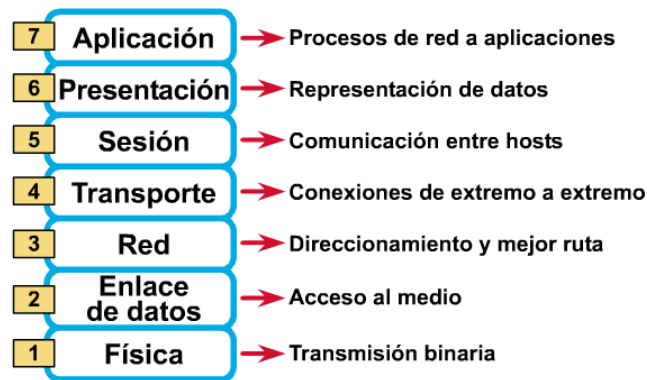 7 Aplicación Procesos de red a aplicaciones
6 Presentación Representación de datos
5 Sesión Comunicación entre hosts
4 Transporte Conexiones de extremo a extremo
3 Red Direccionamiento y mejor ruta
2 Enlace
de datos Acceso al medio
1 Física Transmisión binaria